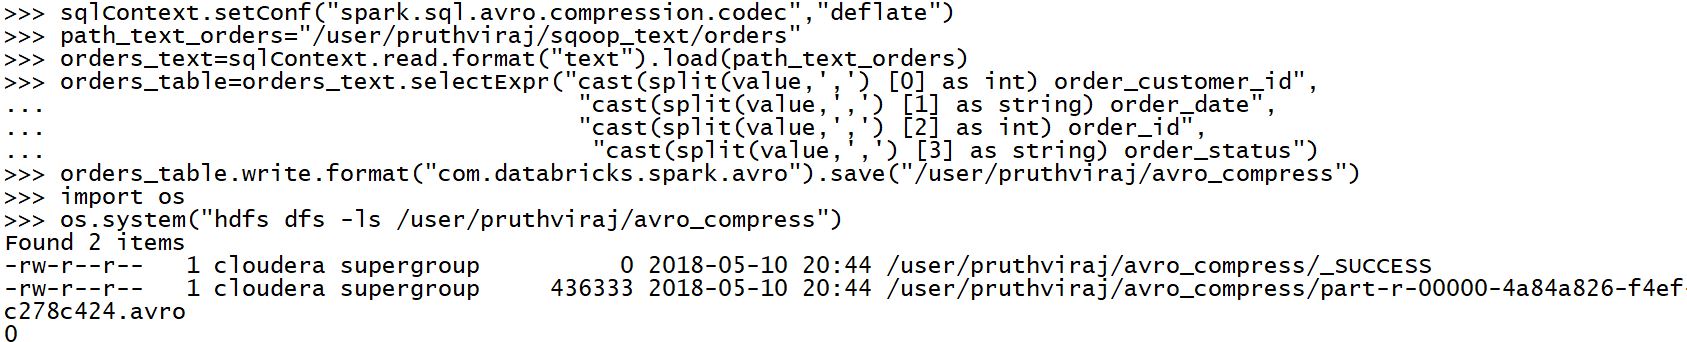 >>> sqlContext.setConf("spark.sql.avro.compression.codec","deflate")
>>> path_text_orders="/user/pruthviraj/sqoop_text/orders"
>>> orders_text=sqlContext.read.format("text").load(path_text_orders)
>>> orders_table=orders_text.selectExpr("cast(split(value,',') [0] as int) order_customer_id",
... "cast(split(value,',') [1] as string) order_date",
... "cast(split(value,',') [2] as int) order_id",
... "cast(split(value,',') [3] as string) order_status")
>>> orders_table.write.format("com.databricks.spark.avro").save("/user/pruthviraj/avro_compress")
>>> import os
>>> os.system("hdfs dfs -ls /user/pruthviraj/avro_compress")
Found 2 items
-rw-r--r-- 1 cloudera supergroup 0 2018-05-10 20:44 /user/pruthviraj/avro_compress/_SUCCESS
-rw-r--r-- 1 cloudera supergroup 436333 2018-05-10 20:44 /user/pruthviraj/avro_compress/part-r-00000-4a84a826-f4ef-
c278c424.avro
0